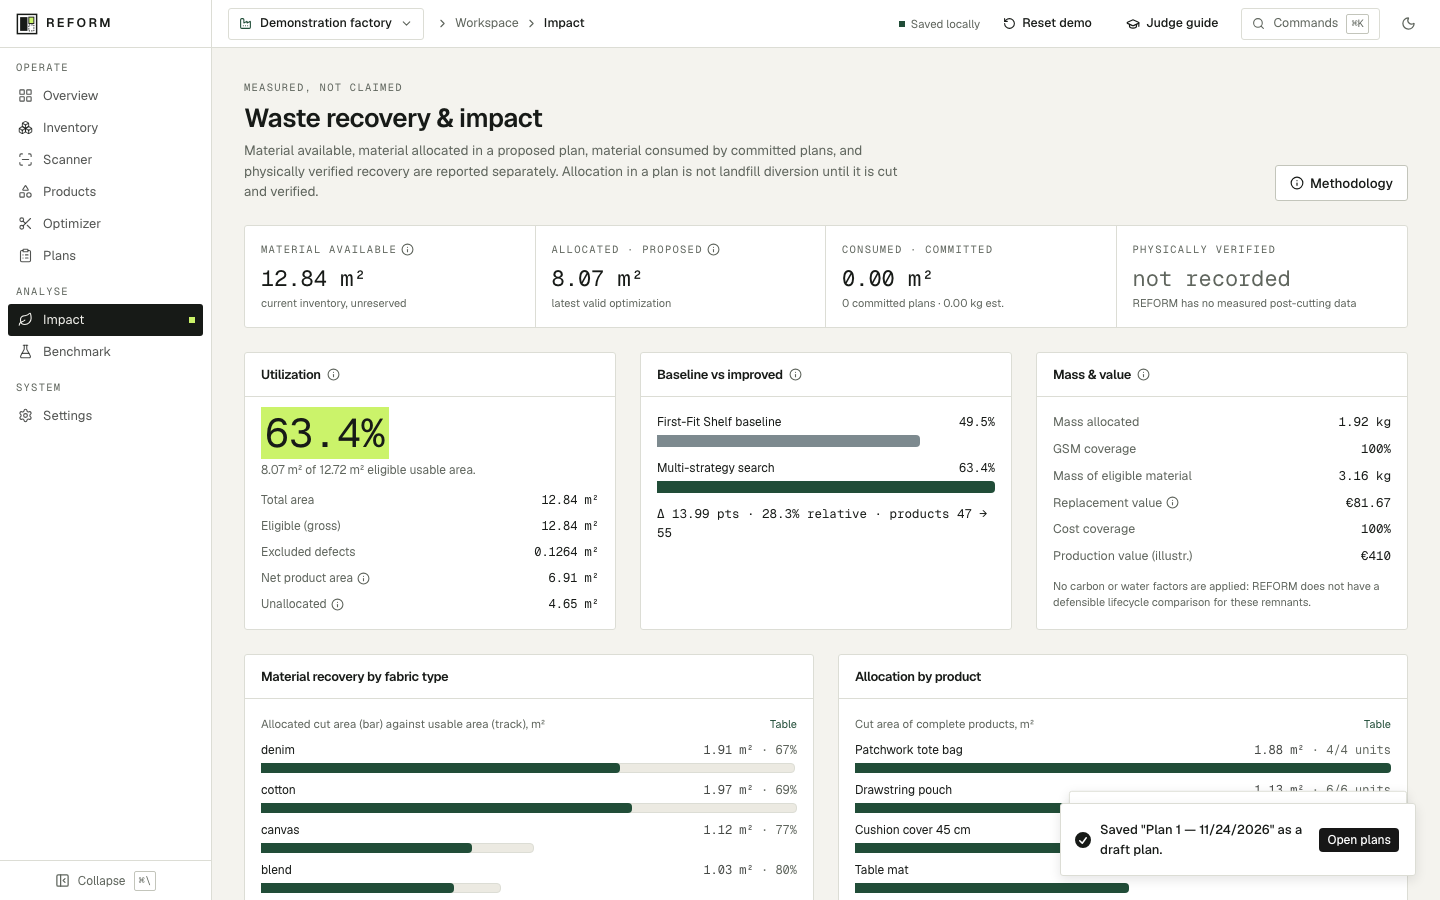 REFORM
Demonstration factory
Workspace
Impact
Saved locally
Reset demo
Judge guide
Commands
⌘K
OPERATE
Overview
Inventory
Scanner
Products
Optimizer
Plans
ANALYSE
Impact
Benchmark
SYSTEM
Settings
Collapse
⌘\
MEASURED, NOT CLAIMED
Waste recovery & impact
Material available, material allocated in a proposed plan, material consumed by committed plans, and
physically verified recovery are reported separately. Allocation in a plan is not landfill diversion until it is cut
and verified.
Methodology
MATERIAL AVAILABLE
12.84 m²
current inventory, unreserved
ALLOCATED · PROPOSED
8.07 m²
latest valid optimization
CONSUMED · COMMITTED
0.00 m²
0 committed plans · 0.00 kg est.
PHYSICALLY VERIFIED
not recorded
REFORM has no measured post-cutting data
Utilization
63.4%
8.07 m² of 12.72 m² eligible usable area.
Total area 12.84 m²
Eligible (gross) 12.84 m²
Excluded defects 0.1264 m²
Net product area 6.91 m²
Unallocated 4.65 m²
Baseline vs improved
First-Fit Shelf baseline 49.5%
Multi-strategy search 63.4%
Δ 13.99 pts · 28.3% relative · products 47 →
55
Mass & value
Mass allocated 1.92 kg
GSM coverage 100%
Mass of eligible material 3.16 kg
Replacement value €81.67
Cost coverage 100%
Production value (illustr.) €410
No carbon or water factors are applied: REFORM does not have a
defensible lifecycle comparison for these remnants.
Material recovery by fabric type
Allocated cut area (bar) against usable area (track), m² Table
denim 1.91 m² · 67%
cotton 1.97 m² · 69%
canvas 1.12 m² · 77%
blend 1.03 m² · 80%
Allocation by product
Cut area of complete products, m² Table
Patchwork tote bag 1.88 m² · 4/4 units
Drawstring pouch 1.13 m² · 6/6 units
Cushion cover 45 cm
Table mat
Saved "Plan 1 — 11/24/2026" as a
draft plan.
Open plans